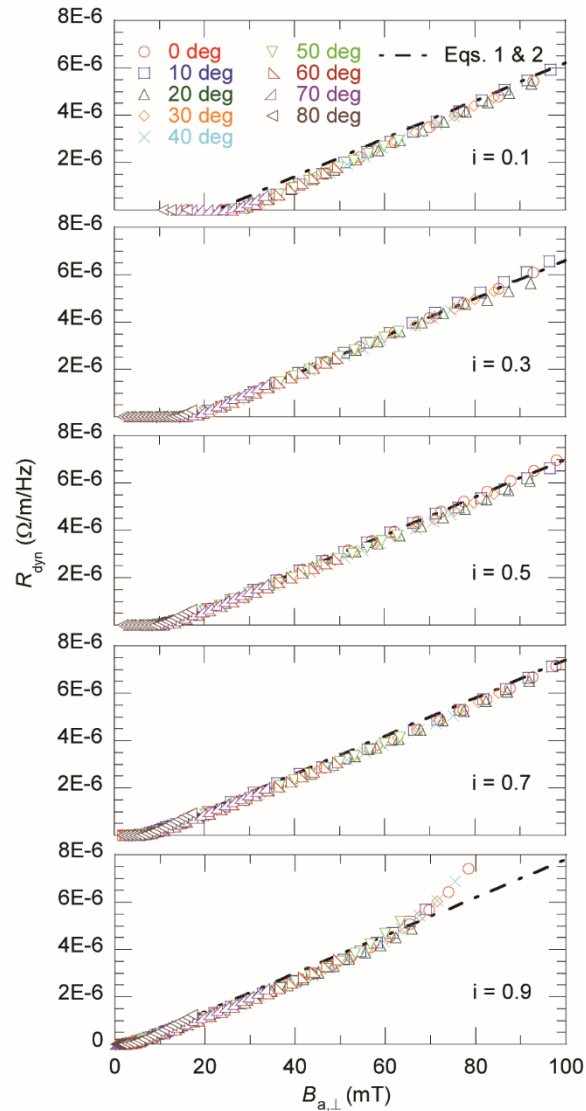 8E-6
0 deg 50 deg Eqs. 1 & 2
10 deg 60 deg
6E-6
20 deg 70 deg
30 deg 80 deg
4E-6
40 deg
2E-6
i = 0.1
8E-6
6E-6
4E-6
i = 0.3
2E-6
8E-6
R_dyn (Ω/m/Hz)
6E-6
4E-6
i = 0.5
2E-6
8E-6
6E-6
4E-6
i = 0.7
2E-6
8E-6
6E-6
4E-6
i = 0.9
2E-6
0
0 20 40 60 80 100
B_a,⊥ (mT)